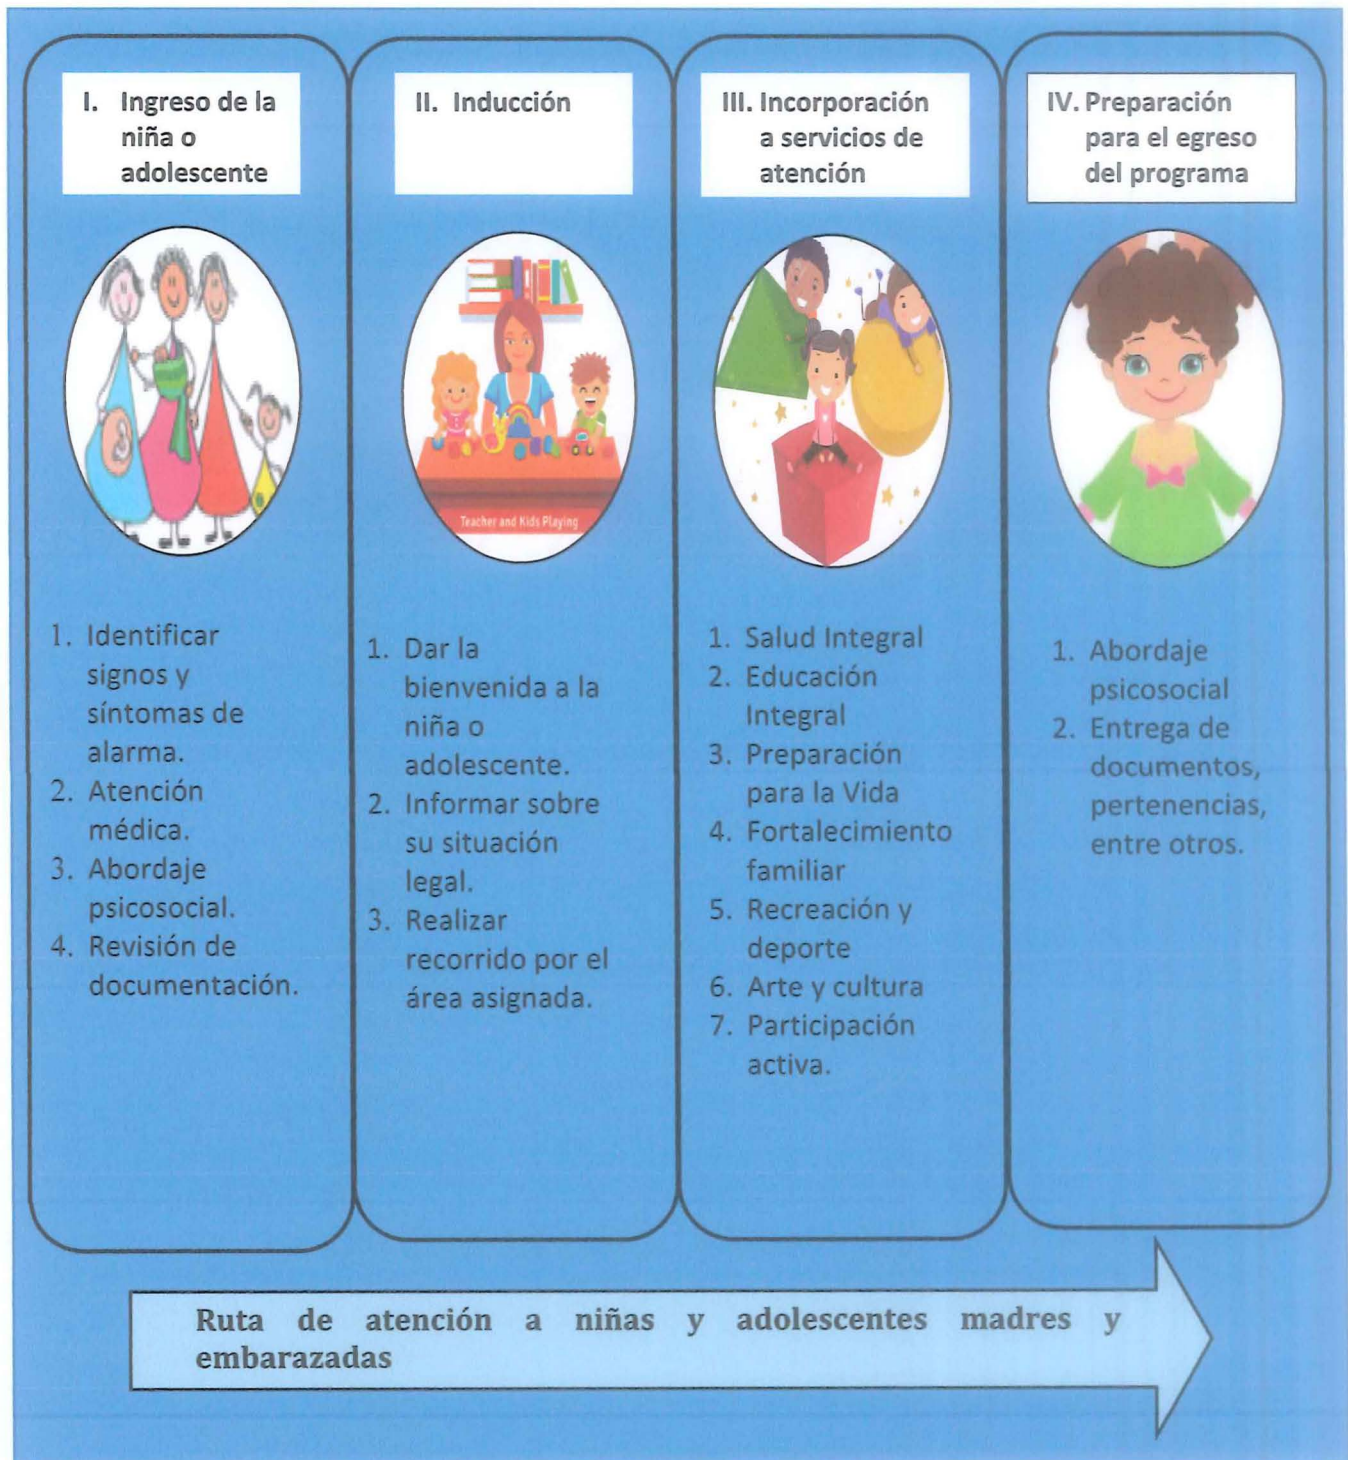 I. Ingreso de la
niña o
adolescente
1. Identificar
signos y
síntomas de
alarma.
2. Atención
médica.
3. Abordaje
psicosocial.
4. Revisión de
documentación.
II. Inducción
Teacher and Kids Playing
1. Dar la
bienvenida a la
niña o
adolescente.
2. Informar sobre
su situación
legal.
3. Realizar
recorrido por el
área asignada.
III. Incorporación
a servicios de
atención
1. Salud Integral
2. Educación
Integral
3. Preparación
para la Vida
4. Fortalecimiento
familiar
5. Recreación y
deporte
6. Arte y cultura
7. Participación
activa.
IV. Preparación
para el egreso
del programa
1. Abordaje
psicosocial
2. Entrega de
documentos,
pertenencias,
entre otros.
Ruta de atención a niñas y adolescentes madres y
embarazadas